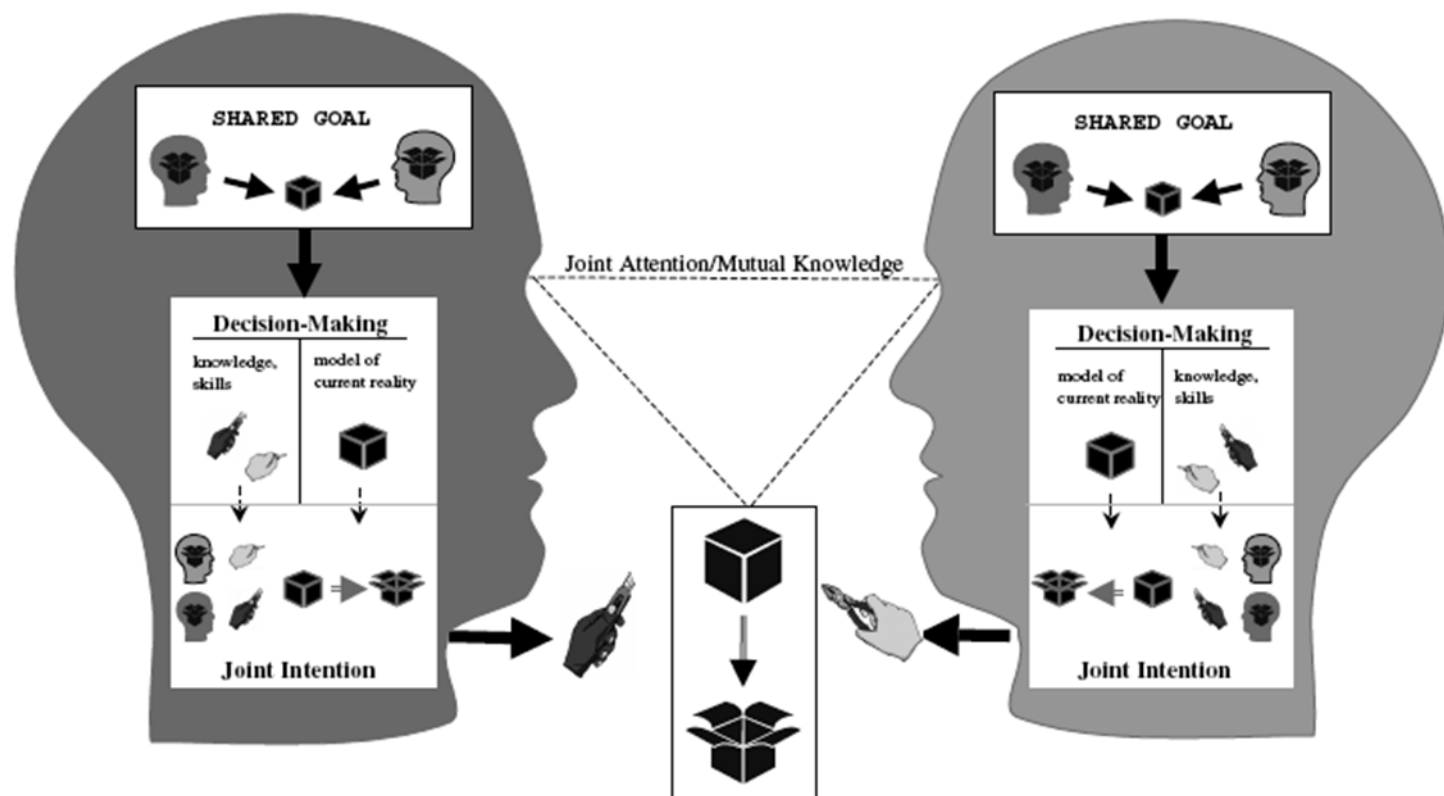 SHARED GOAL
Decision-Making
knowledge,
skills
model of
current reality
Joint Intention
Joint Attention/Mutual Knowledge
SHARED GOAL
Decision-Making
model of
current reality
knowledge,
skills
Joint Intention